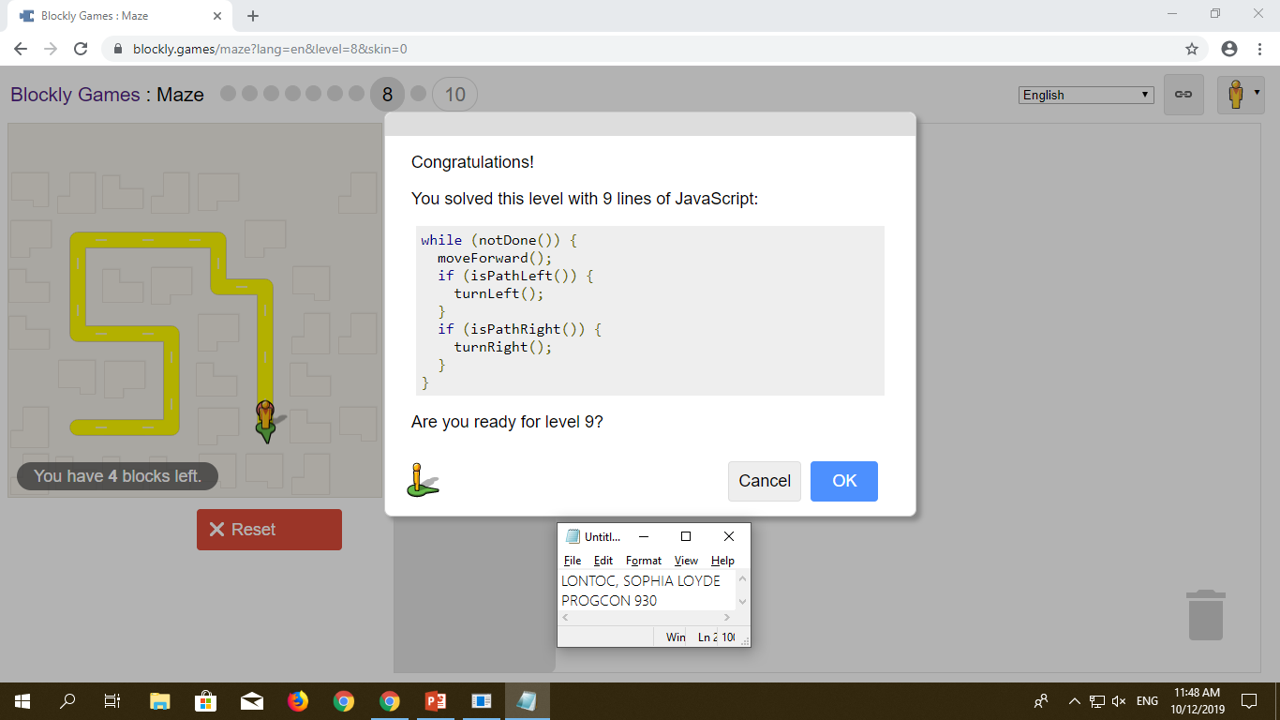 Blockly Games : Maze
blockly.games/maze?lang=en&level=8&skin=0
Blockly Games : Maze
8
10
English
Congratulations!
You solved this level with 9 lines of JavaScript:
while (notDone()) {
  moveForward();
  if (isPathLeft()) {
    turnLeft();
  }
  if (isPathRight()) {
    turnRight();
  }
}
Are you ready for level 9?
Cancel
OK
You have 4 blocks left.
Reset
Untitl...
File Edit Format View Help
LONTOC, SOPHIA LOYDE
PROGCON 930
Win
Ln 2
ENG
11:48 AM
10/12/2019